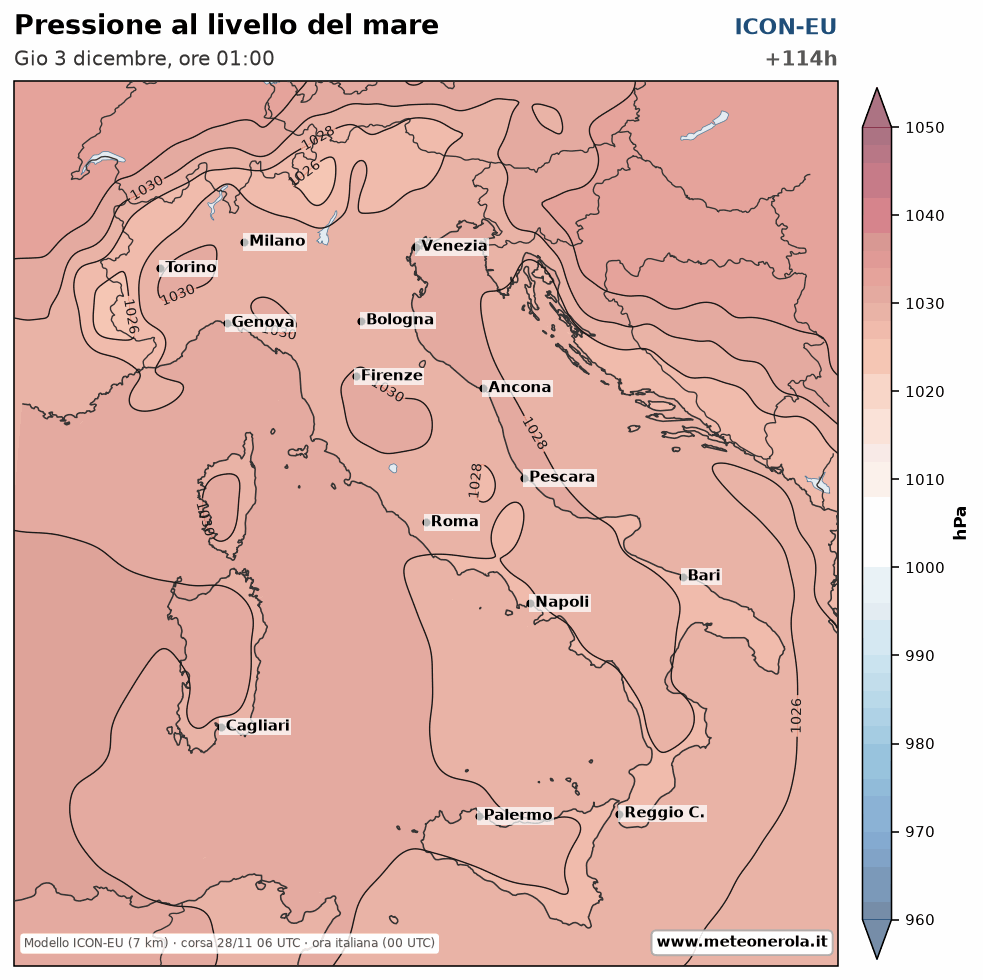 Pressione al livello del mare
ICON-EU
Gio 3 dicembre, ore 01:00
+114h
1028
1026
1030
Milano
Venezia
Torino
1030
1026
Genova
1030
Bologna
Firenze
1030
Ancona
1028
1028
Pescara
1030
Roma
Bari
Napoli
1026
Cagliari
Palermo
Reggio C.
1050
1040
1030
1020
1010
1000
990
980
970
960
hPa
Modello ICON-EU (7 km) · corsa 28/11 06 UTC · ora italiana (00 UTC)
www.meteonerola.it